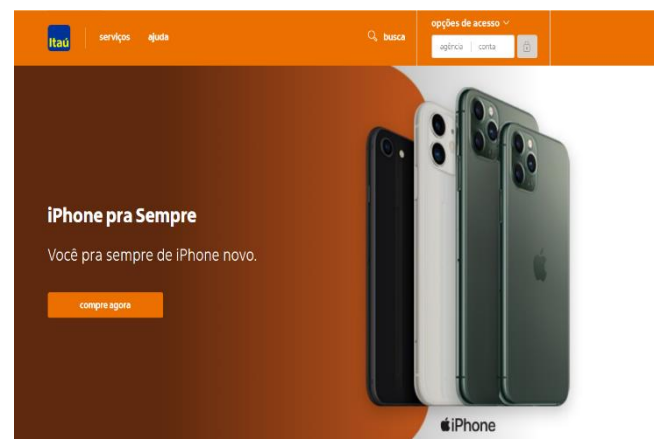 Itaú
serviços
ajuda
busca
opções de acesso
agência
conta
iPhone pra Sempre
Você pra sempre de iPhone novo.
compre agora
iPhone